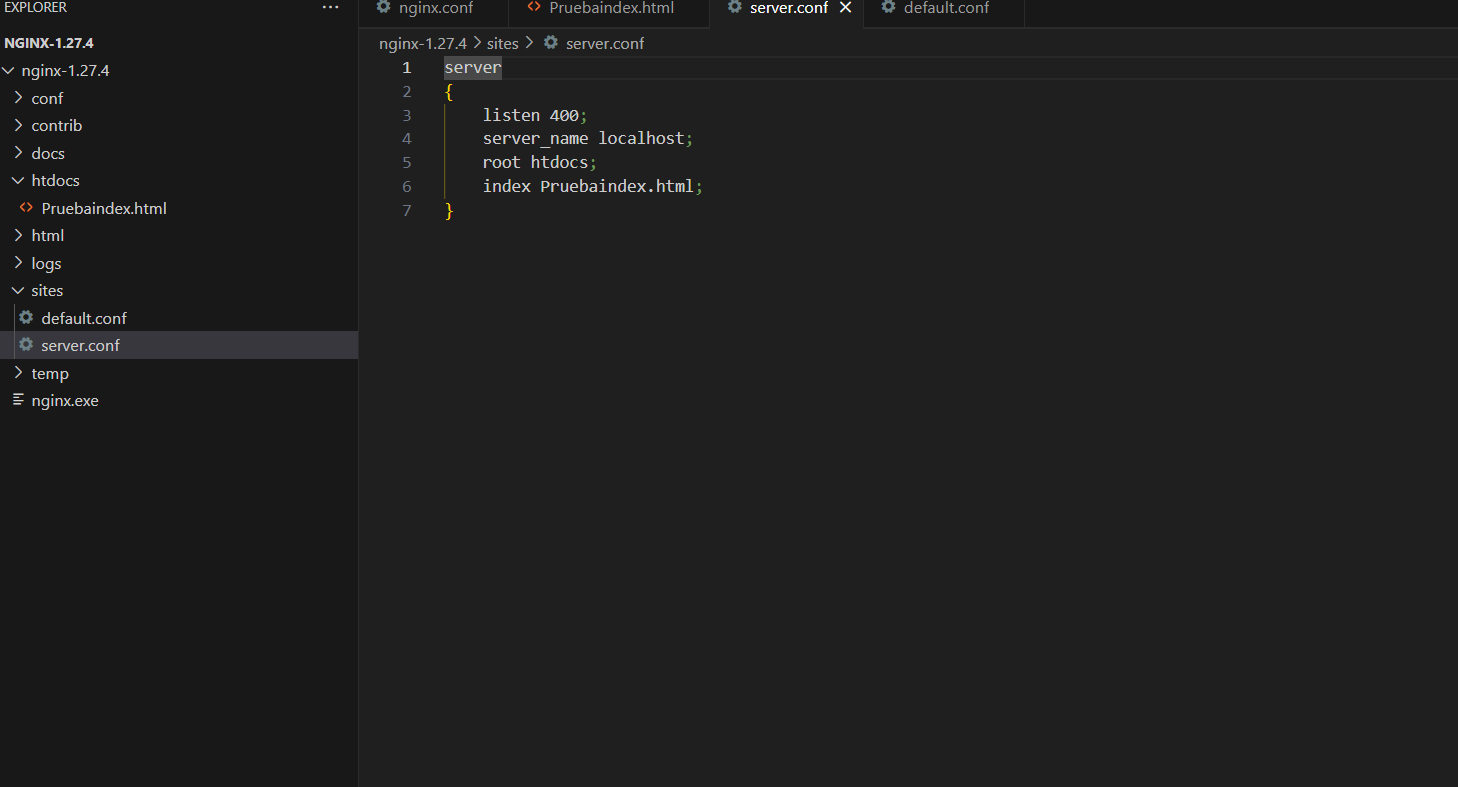 EXPLORER ...
NGINX-1.27.4
nginx-1.27.4
conf
contrib
docs
htdocs
Pruebaindex.html
html
logs
sites
default.conf
server.conf
temp
nginx.exe
nginx.conf Pruebaindex.html server.conf default.conf
nginx-1.27.4 > sites > server.conf
1 server
2 {
3 listen 400;
4 server_name localhost;
5 root htdocs;
6 index Pruebaindex.html;
7 }